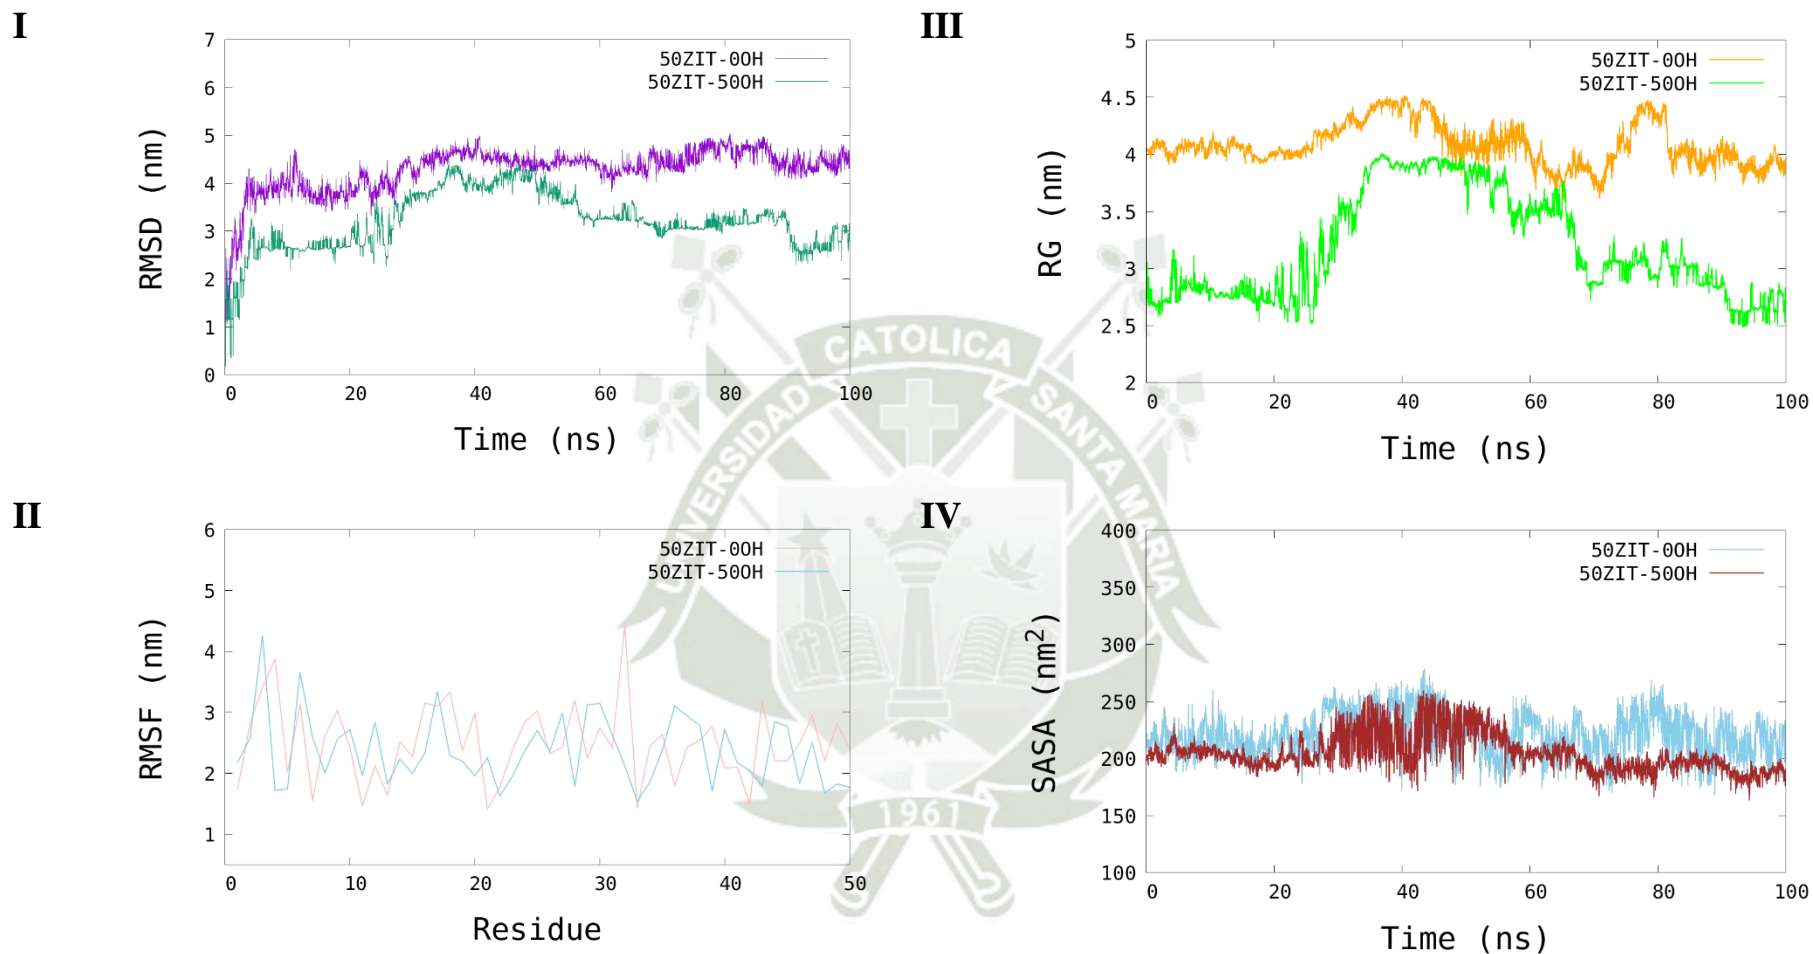 I
7
6
5
4
3
2
1
0
RMSD (nm)
50ZIT-0OH
50ZIT-50OH
0 20 40 60 80 100
Time (ns)
II
6
5
4
3
2
1
RMSF (nm)
50ZIT-0OH
50ZIT-50OH
0 10 20 30 40 50
Residue
III
5
4.5
4
3.5
3
2.5
2
RG (nm)
50ZIT-0OH
50ZIT-50OH
0 20 40 60 80 100
Time (ns)
IV
400
350
300
250
200
150
100
SASA (nm²)
50ZIT-0OH
50ZIT-50OH
0 20 40 60 80 100
Time (ns)
UNIVERSIDAD CATOLICA SANTA MARIA
1961